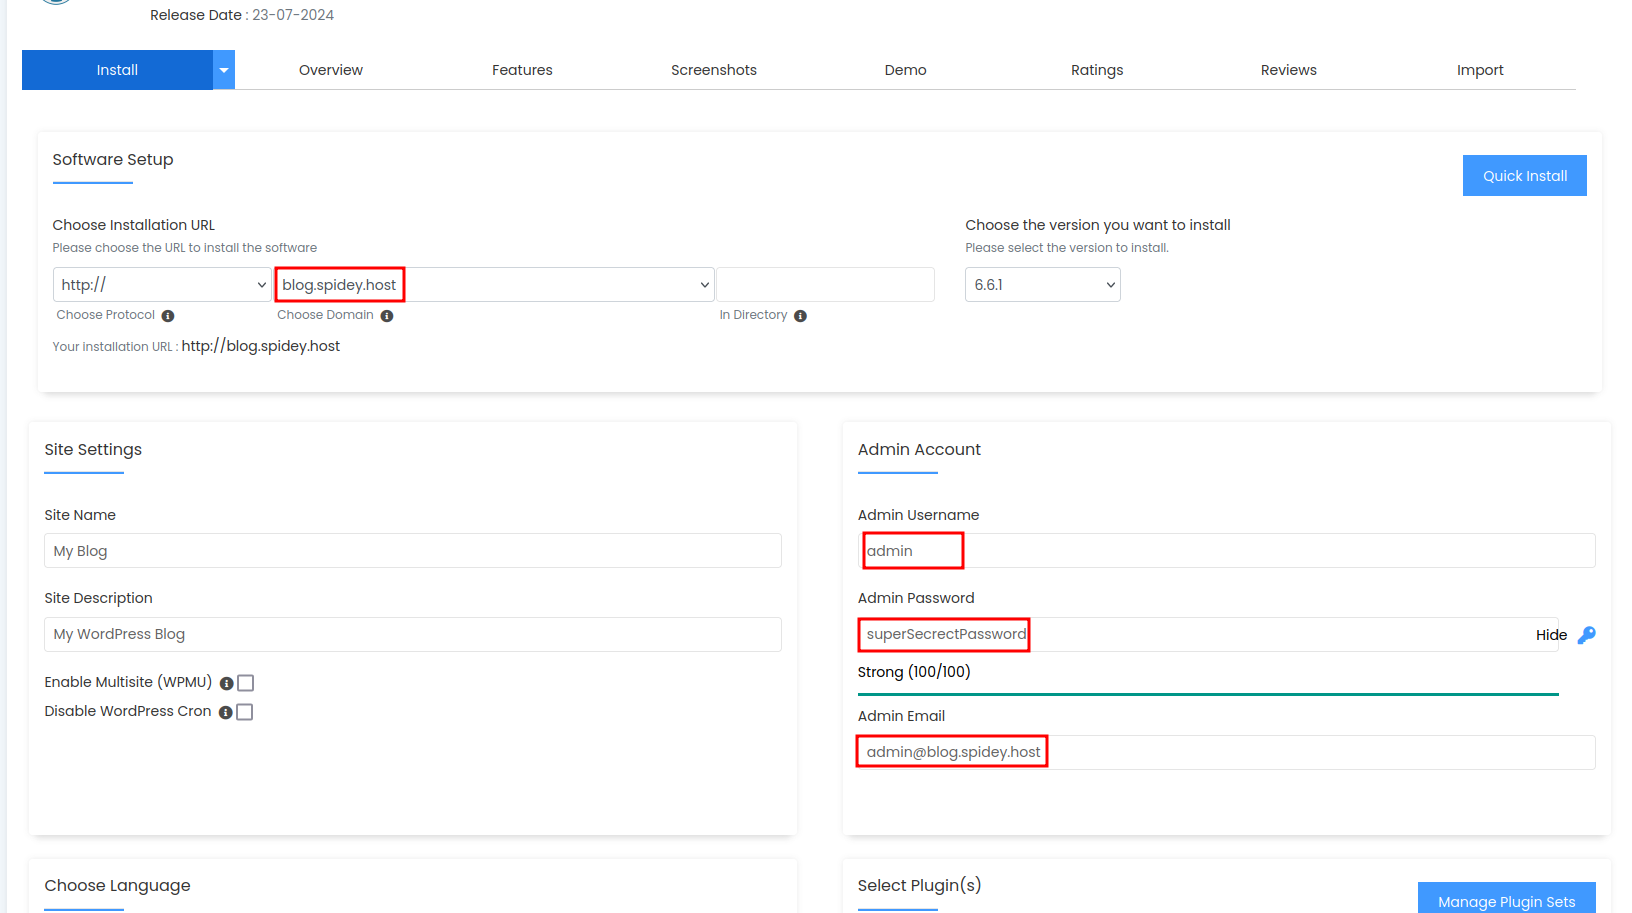 Release Date : 23-07-2024
Install
Overview
Features
Screenshots
Demo
Ratings
Reviews
Import
Software Setup
Quick Install
Choose Installation URL
Please choose the URL to install the software
http://
blog.spidey.host
Choose Protocol
Choose Domain
In Directory
Your installation URL : http://blog.spidey.host
Choose the version you want to install
Please select the version to install.
6.6.1
Site Settings
Site Name
My Blog
Site Description
My WordPress Blog
Enable Multisite (WPMU)
Disable WordPress Cron
Admin Account
Admin Username
admin
Admin Password
superSecrectPassword
Hide
Strong (100/100)
Admin Email
admin@blog.spidey.host
Choose Language
Select Plugin(s)
Manage Plugin Sets